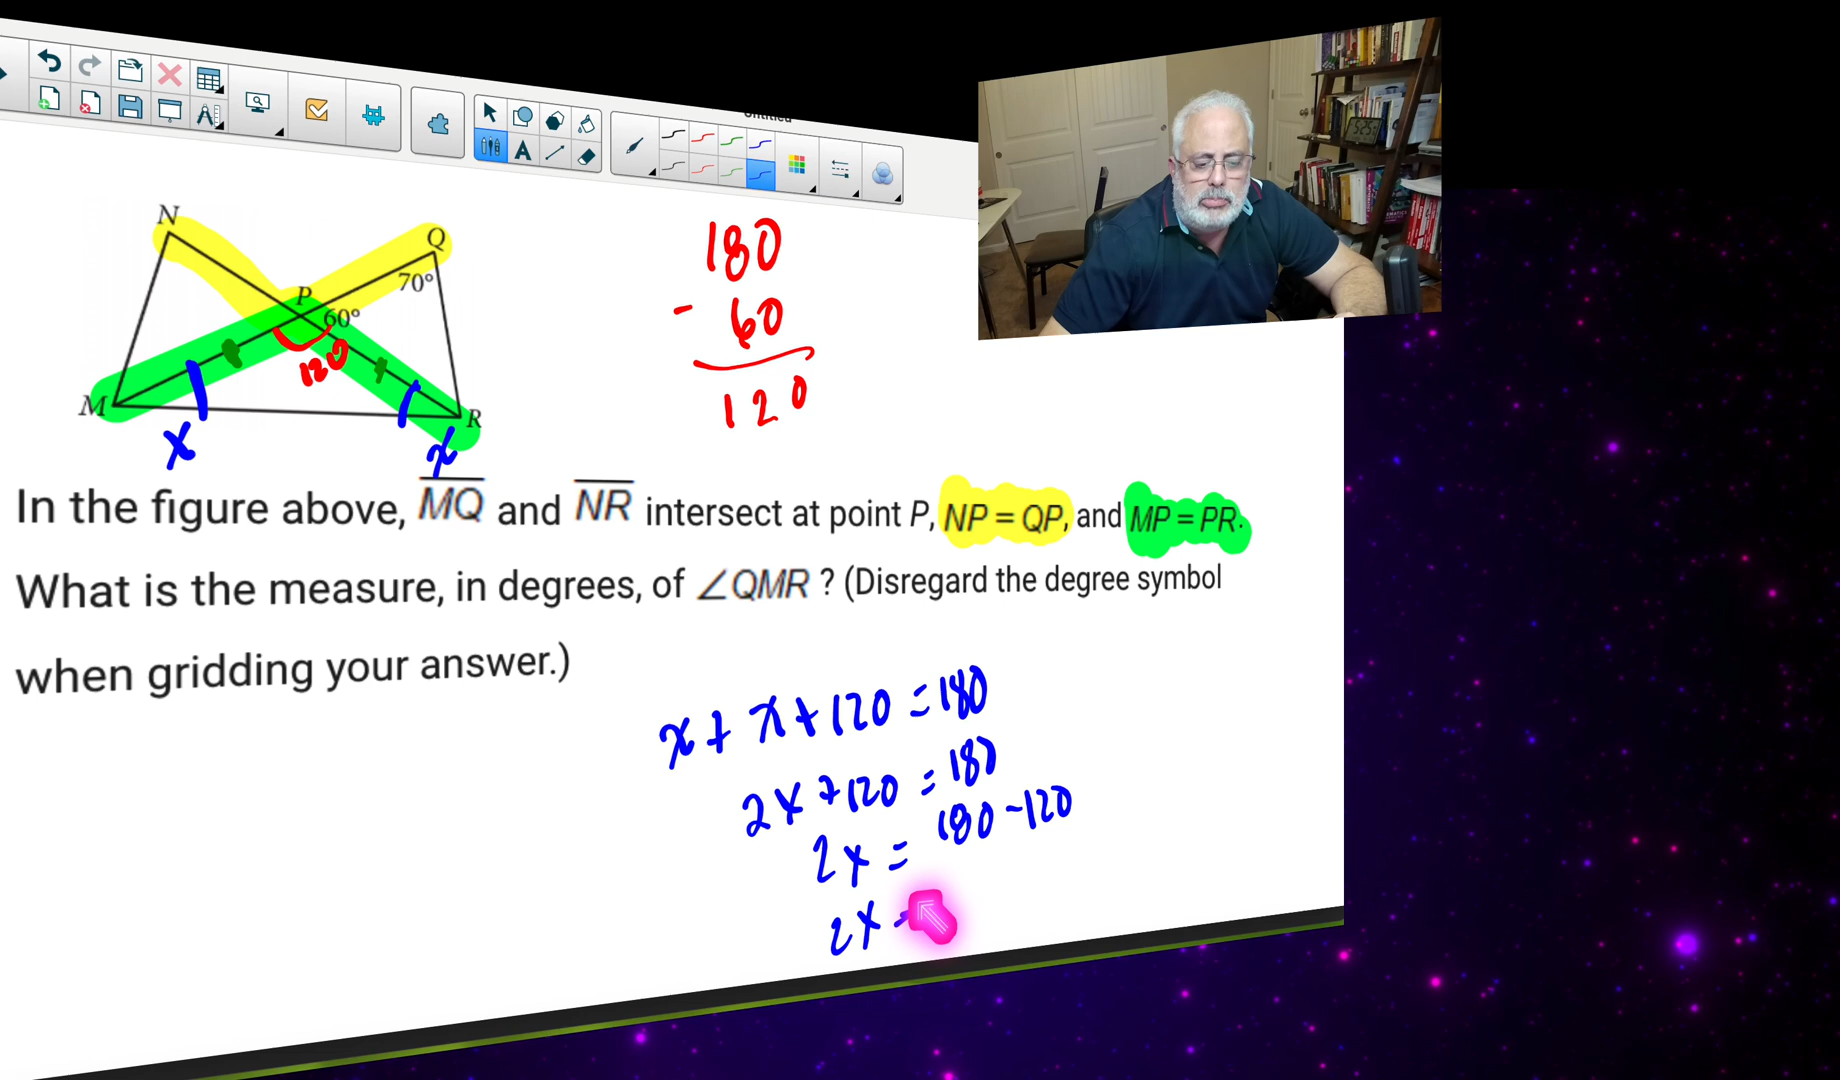 N
Q
70°
P
60°
120
M
R
x
x
180
- 60
120
In the figure above, MQ and NR intersect at point P, NP = QP, and MP = PR.
What is the measure, in degrees, of ∠QMR ? (Disregard the degree symbol
when gridding your answer.)
x + x + 120 = 180
2x + 120 = 180
2x = 180 - 120
2x